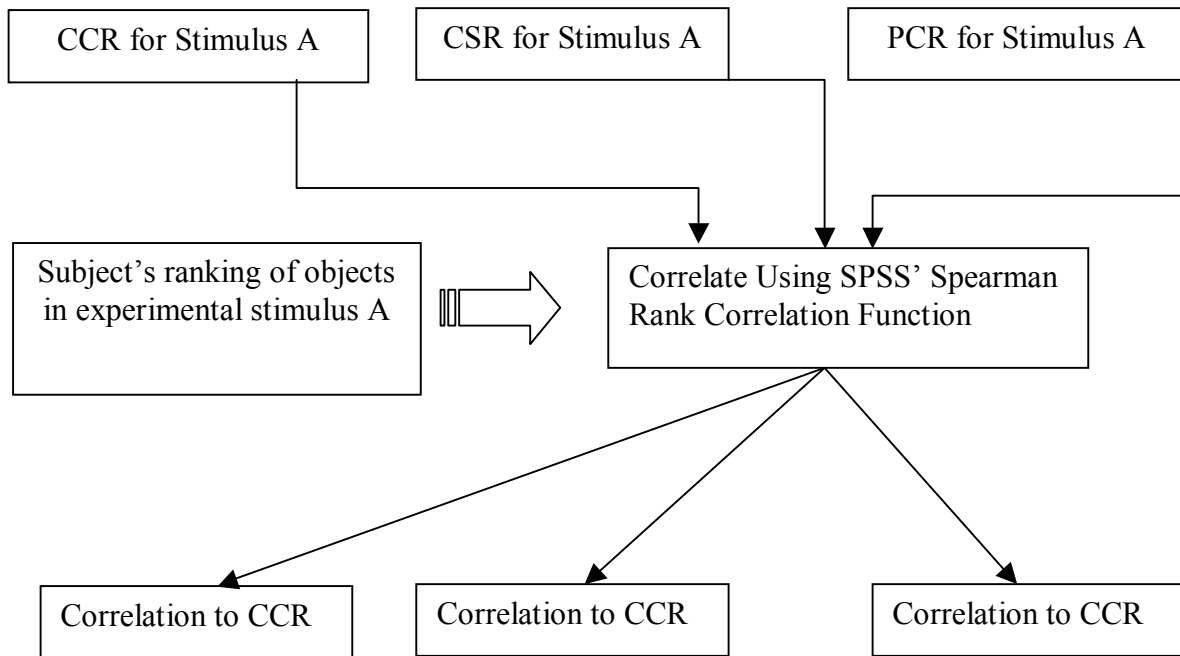 CCR for Stimulus A
CSR for Stimulus A
PCR for Stimulus A
Subject’s ranking of objects
in experimental stimulus A
Correlate Using SPSS’ Spearman
Rank Correlation Function
Correlation to CCR
Correlation to CCR
Correlation to CCR